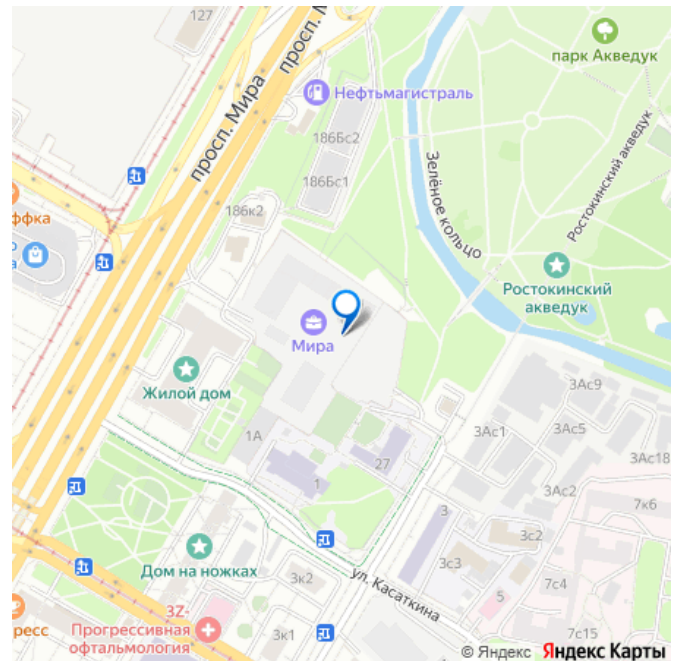 127
просп. М
парк Акведук
просп. Мира
Нефтьмагистраль
186Бс2
186Бс1
Зелёное кольцо
Ростокинский акведук
186к2
ффка
о
а
Ростокинский
акведук
Мира
Жилой дом
3Ас9
3Ас1
3Ас5
3Ас18
1А
27
1
3Ас2
7к6
3
3с2
3с3
Дом на ножках
3к2
ул. Касаткина
7с4
5
3Z-
Прогрессивная
офтальмология
ресс
3к1
7с15
© Яндекс Яндекс Карты